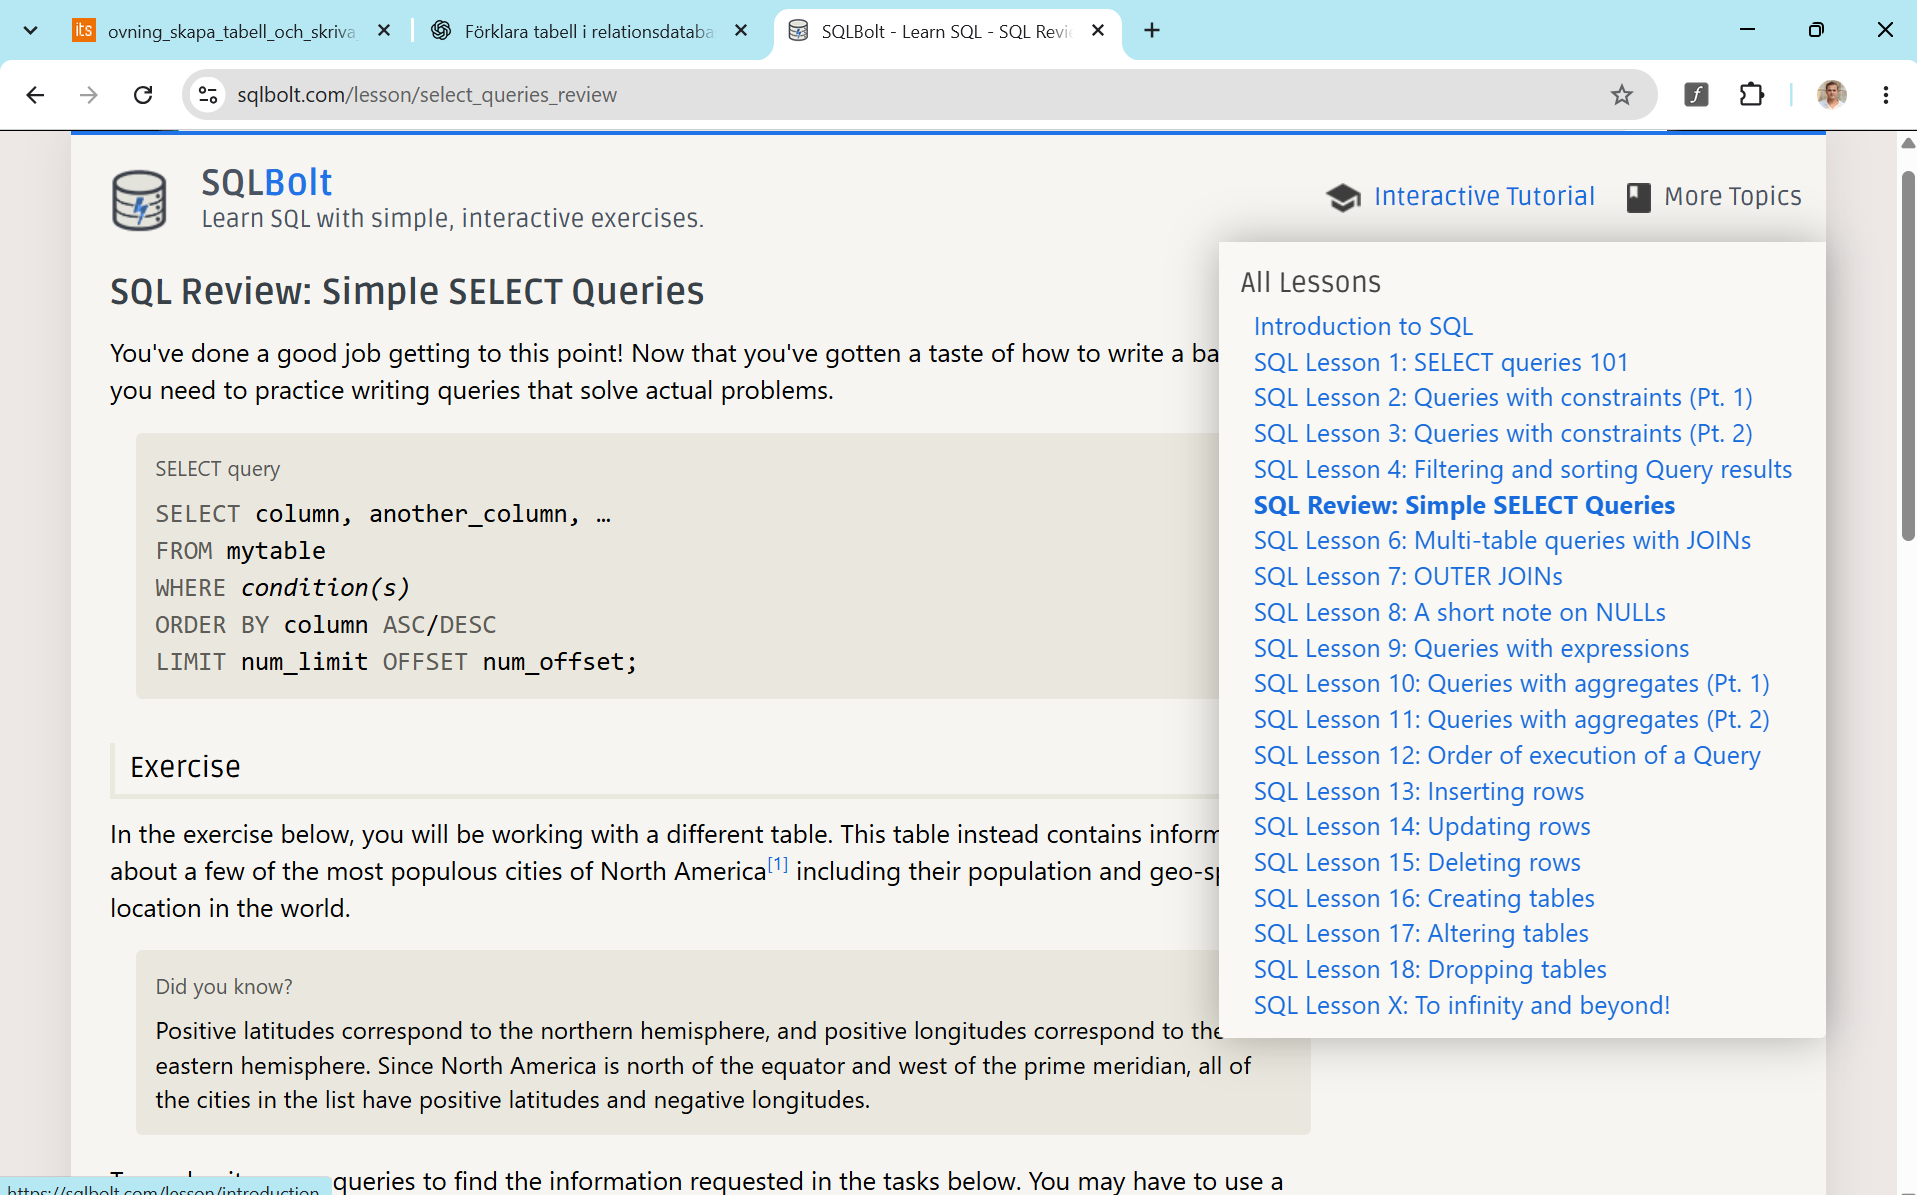 its ovning_skapa_tabell_och_skriva
Förklara tabell i relationsdataba
SQLBolt - Learn SQL - SQL Revi
sqlbolt.com/lesson/select_queries_review
SQLBolt
Learn SQL with simple, interactive exercises.
Interactive Tutorial
More Topics
SQL Review: Simple SELECT Queries
You've done a good job getting to this point! Now that you've gotten a taste of how to write a ba
you need to practice writing queries that solve actual problems.
SELECT query
SELECT column, another_column, …
FROM mytable
WHERE condition(s)
ORDER BY column ASC/DESC
LIMIT num_limit OFFSET num_offset;
Exercise
In the exercise below, you will be working with a different table. This table instead contains inform
about a few of the most populous cities of North America[1] including their population and geo-sp
location in the world.
Did you know?
Positive latitudes correspond to the northern hemisphere, and positive longitudes correspond to the
eastern hemisphere. Since North America is north of the equator and west of the prime meridian, all of
the cities in the list have positive latitudes and negative longitudes.
queries to find the information requested in the tasks below. You may have to use a
https://sqlbolt.com/lesson/introduction
All Lessons
Introduction to SQL
SQL Lesson 1: SELECT queries 101
SQL Lesson 2: Queries with constraints (Pt. 1)
SQL Lesson 3: Queries with constraints (Pt. 2)
SQL Lesson 4: Filtering and sorting Query results
SQL Review: Simple SELECT Queries
SQL Lesson 6: Multi-table queries with JOINs
SQL Lesson 7: OUTER JOINs
SQL Lesson 8: A short note on NULLs
SQL Lesson 9: Queries with expressions
SQL Lesson 10: Queries with aggregates (Pt. 1)
SQL Lesson 11: Queries with aggregates (Pt. 2)
SQL Lesson 12: Order of execution of a Query
SQL Lesson 13: Inserting rows
SQL Lesson 14: Updating rows
SQL Lesson 15: Deleting rows
SQL Lesson 16: Creating tables
SQL Lesson 17: Altering tables
SQL Lesson 18: Dropping tables
SQL Lesson X: To infinity and beyond!